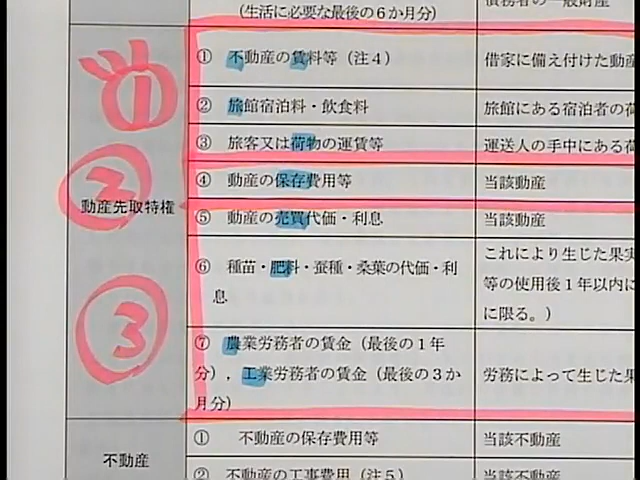 （生活に必要な最後の6か月分）
債務者の一般財産
① 不動産の賃料等（注4）
借家に備え付けた動産
② 旅館宿泊料・飲食料
旅館にある宿泊者の荷
③ 旅客又は荷物の運賃等
運送人の手中にある荷
④ 動産の保存費用等
当該動産
⑤ 動産の売買代価・利息
当該動産
⑥ 種苗・肥料・蚕種・桑葉の代価・利
息
これにより生じた果実
等の使用後1年以内に
に限る。）
⑦ 農業労務者の賃金（最後の1年
分），工業労務者の賃金（最後の3か
月分）
労務によって生じた果
動産先取特権
①
②
③
不動産
① 不動産の保存費用等
当該不動産
② 不動産の工事費用（注5）
当該不動産